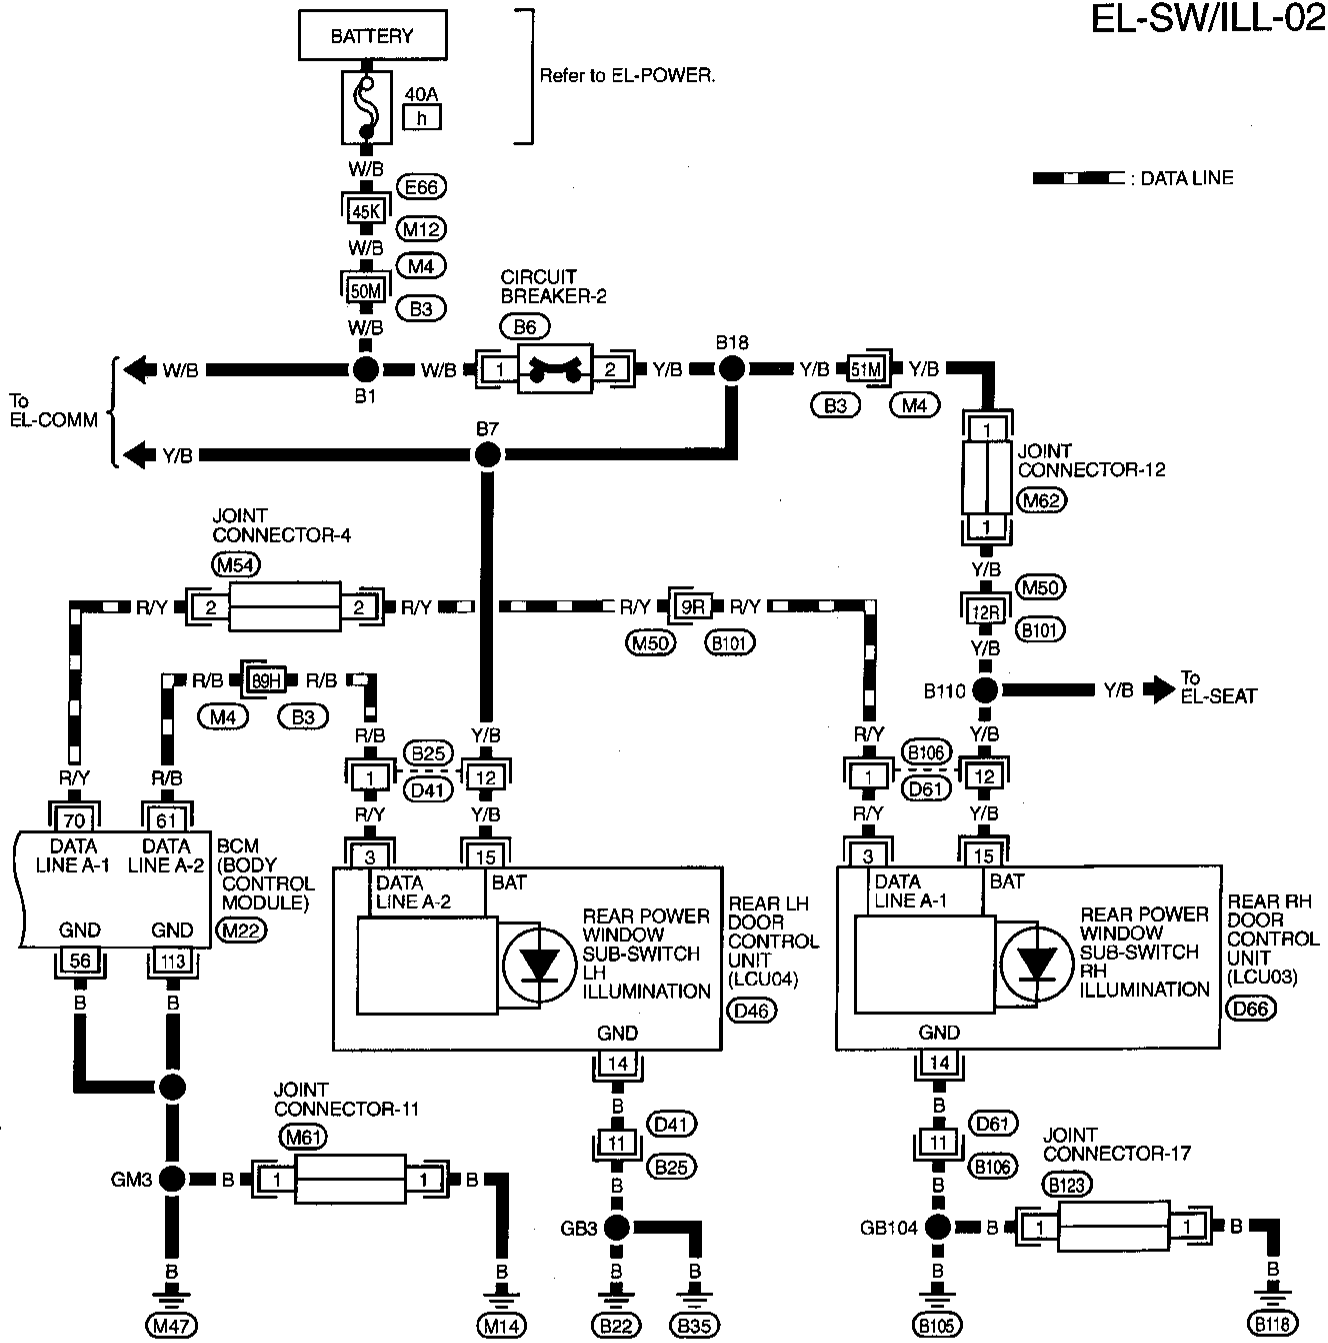 EL-SW/ILL-02
BATTERY
Refer to EL-POWER.
40A
h
W/B
: DATA LINE
E66
45K
M12
W/B
M4
50M
B3
W/B
CIRCUIT
BREAKER-2
B6
B18
W/B
W/B
1
2
Y/B
Y/B
51M
Y/B
B1
B3
M4
To
EL-COMM
B7
Y/B
1
JOINT
CONNECTOR-12
M62
1
JOINT
CONNECTOR-4
M54
Y/B
M50
R/Y
2
2
R/Y
R/Y
9R
R/Y
12R
M50
B101
B101
Y/B
R/B
89H
R/B
B110
Y/B
To
EL-SEAT
M4
B3
R/B
Y/B
R/Y
Y/B
B25
B106
R/Y
R/B
1
12
1
12
D41
D61
R/Y
Y/B
R/Y
Y/B
70
61
3
15
3
15
DATA
LINE A-1
DATA
LINE A-2
BCM
(BODY
CONTROL
MODULE)
M22
GND
GND
56
113
DATA
LINE A-2
BAT
REAR POWER
WINDOW
SUB-SWITCH
LH
ILLUMINATION
GND
REAR LH
DOOR
CONTROL
UNIT
(LCU04)
D46
DATA
LINE A-1
BAT
REAR POWER
WINDOW
SUB-SWITCH
RH
ILLUMINATION
GND
REAR RH
DOOR
CONTROL
UNIT
(LCU03)
D66
B
B
14
14
B
B
JOINT
CONNECTOR-11
M61
D41
11
B25
D61
11
B106
JOINT
CONNECTOR-17
B123
GM3
B
1
1
B
B
B
GB3
GB104
B
1
1
B
B
B
B
B
B
B
M47
M14
B22
B35
B105
B118